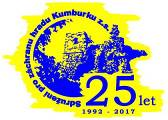 Sdružení pro záchranu hradu Kumburku z.s.
25 let
1992 - 2017